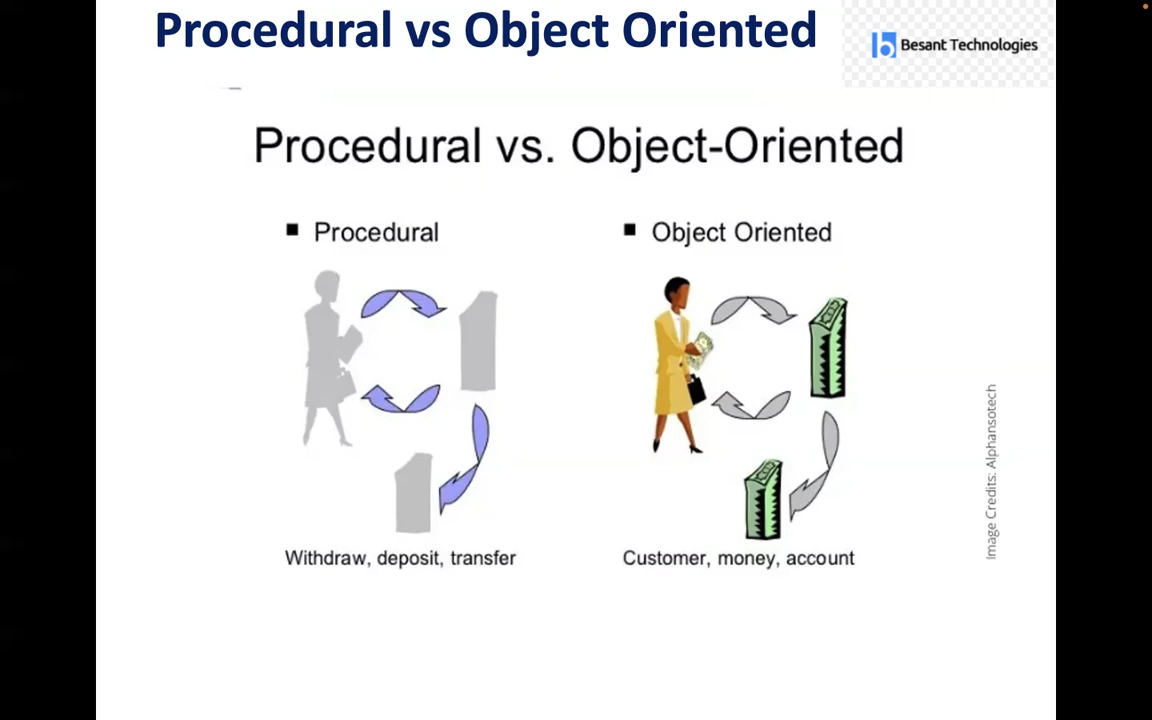 Procedural vs Object Oriented
Besant Technologies
Procedural vs. Object-Oriented
■ Procedural
■ Object Oriented
Withdraw, deposit, transfer
Customer, money, account
Image Credits: Alphansotech